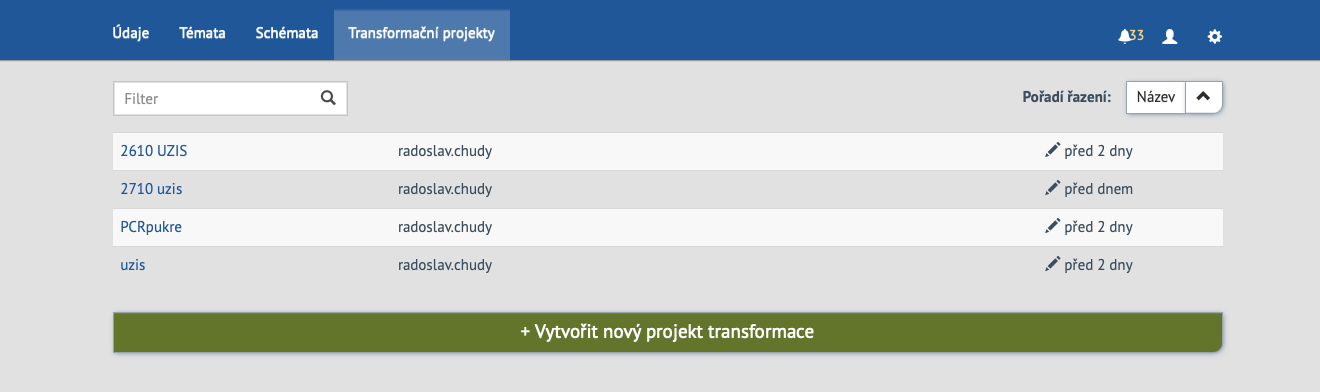 Údaje Témata Schémata Transformační projekty 33
Filter Pořadí řazení: Název
2610 UZIS radoslav.chudy před 2 dny
2710 uzis radoslav.chudy před dnem
PCRpukre radoslav.chudy před 2 dny
uzis radoslav.chudy před 2 dny
+ Vytvořit nový projekt transformace